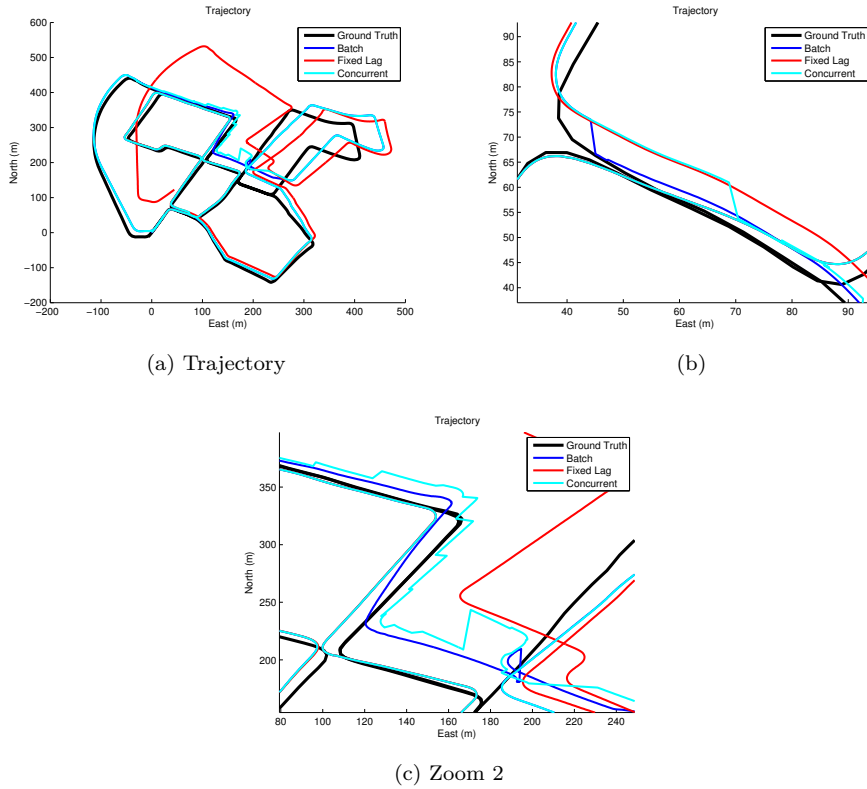 Trajectory
600
500
400
300
200
100
0
−100
−200
North (m)
−200 −100 0 100 200 300 400 500
East (m)
Ground Truth
Batch
Fixed Lag
Concurrent
(a) Trajectory
Trajectory
90
85
80
75
70
65
60
55
50
45
40
North (m)
40 50 60 70 80 90
East (m)
Ground Truth
Batch
Fixed Lag
Concurrent
(b)
Trajectory
350
300
250
200
North (m)
80 100 120 140 160 180 200 220 240
East (m)
Ground Truth
Batch
Fixed Lag
Concurrent
(c) Zoom 2